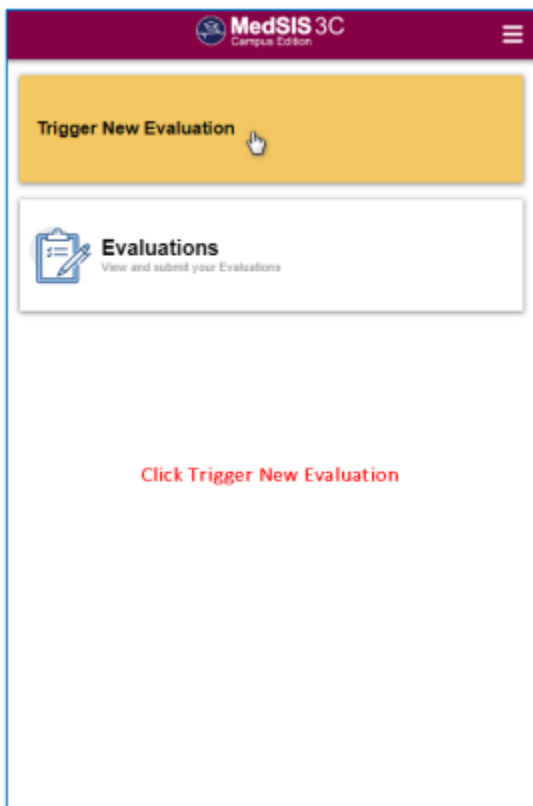 MedSIS 3C
Campus Edition
Trigger New Evaluation
Evaluations
View and submit your Evaluations
Click Trigger New Evaluation